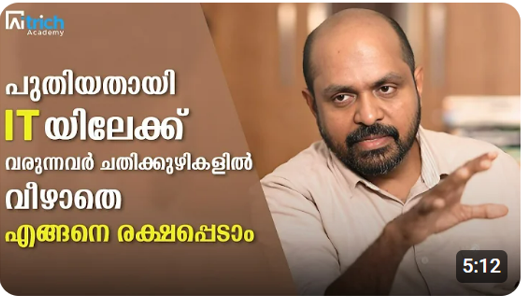 Aitrich
Academy
പുതിയതായി
IT യിലേക്ക്
വരുന്നവർ ചതിക്കുഴികളിൽ
വീഴാതെ
എങ്ങനെ രക്ഷപ്പെടാം
5:12